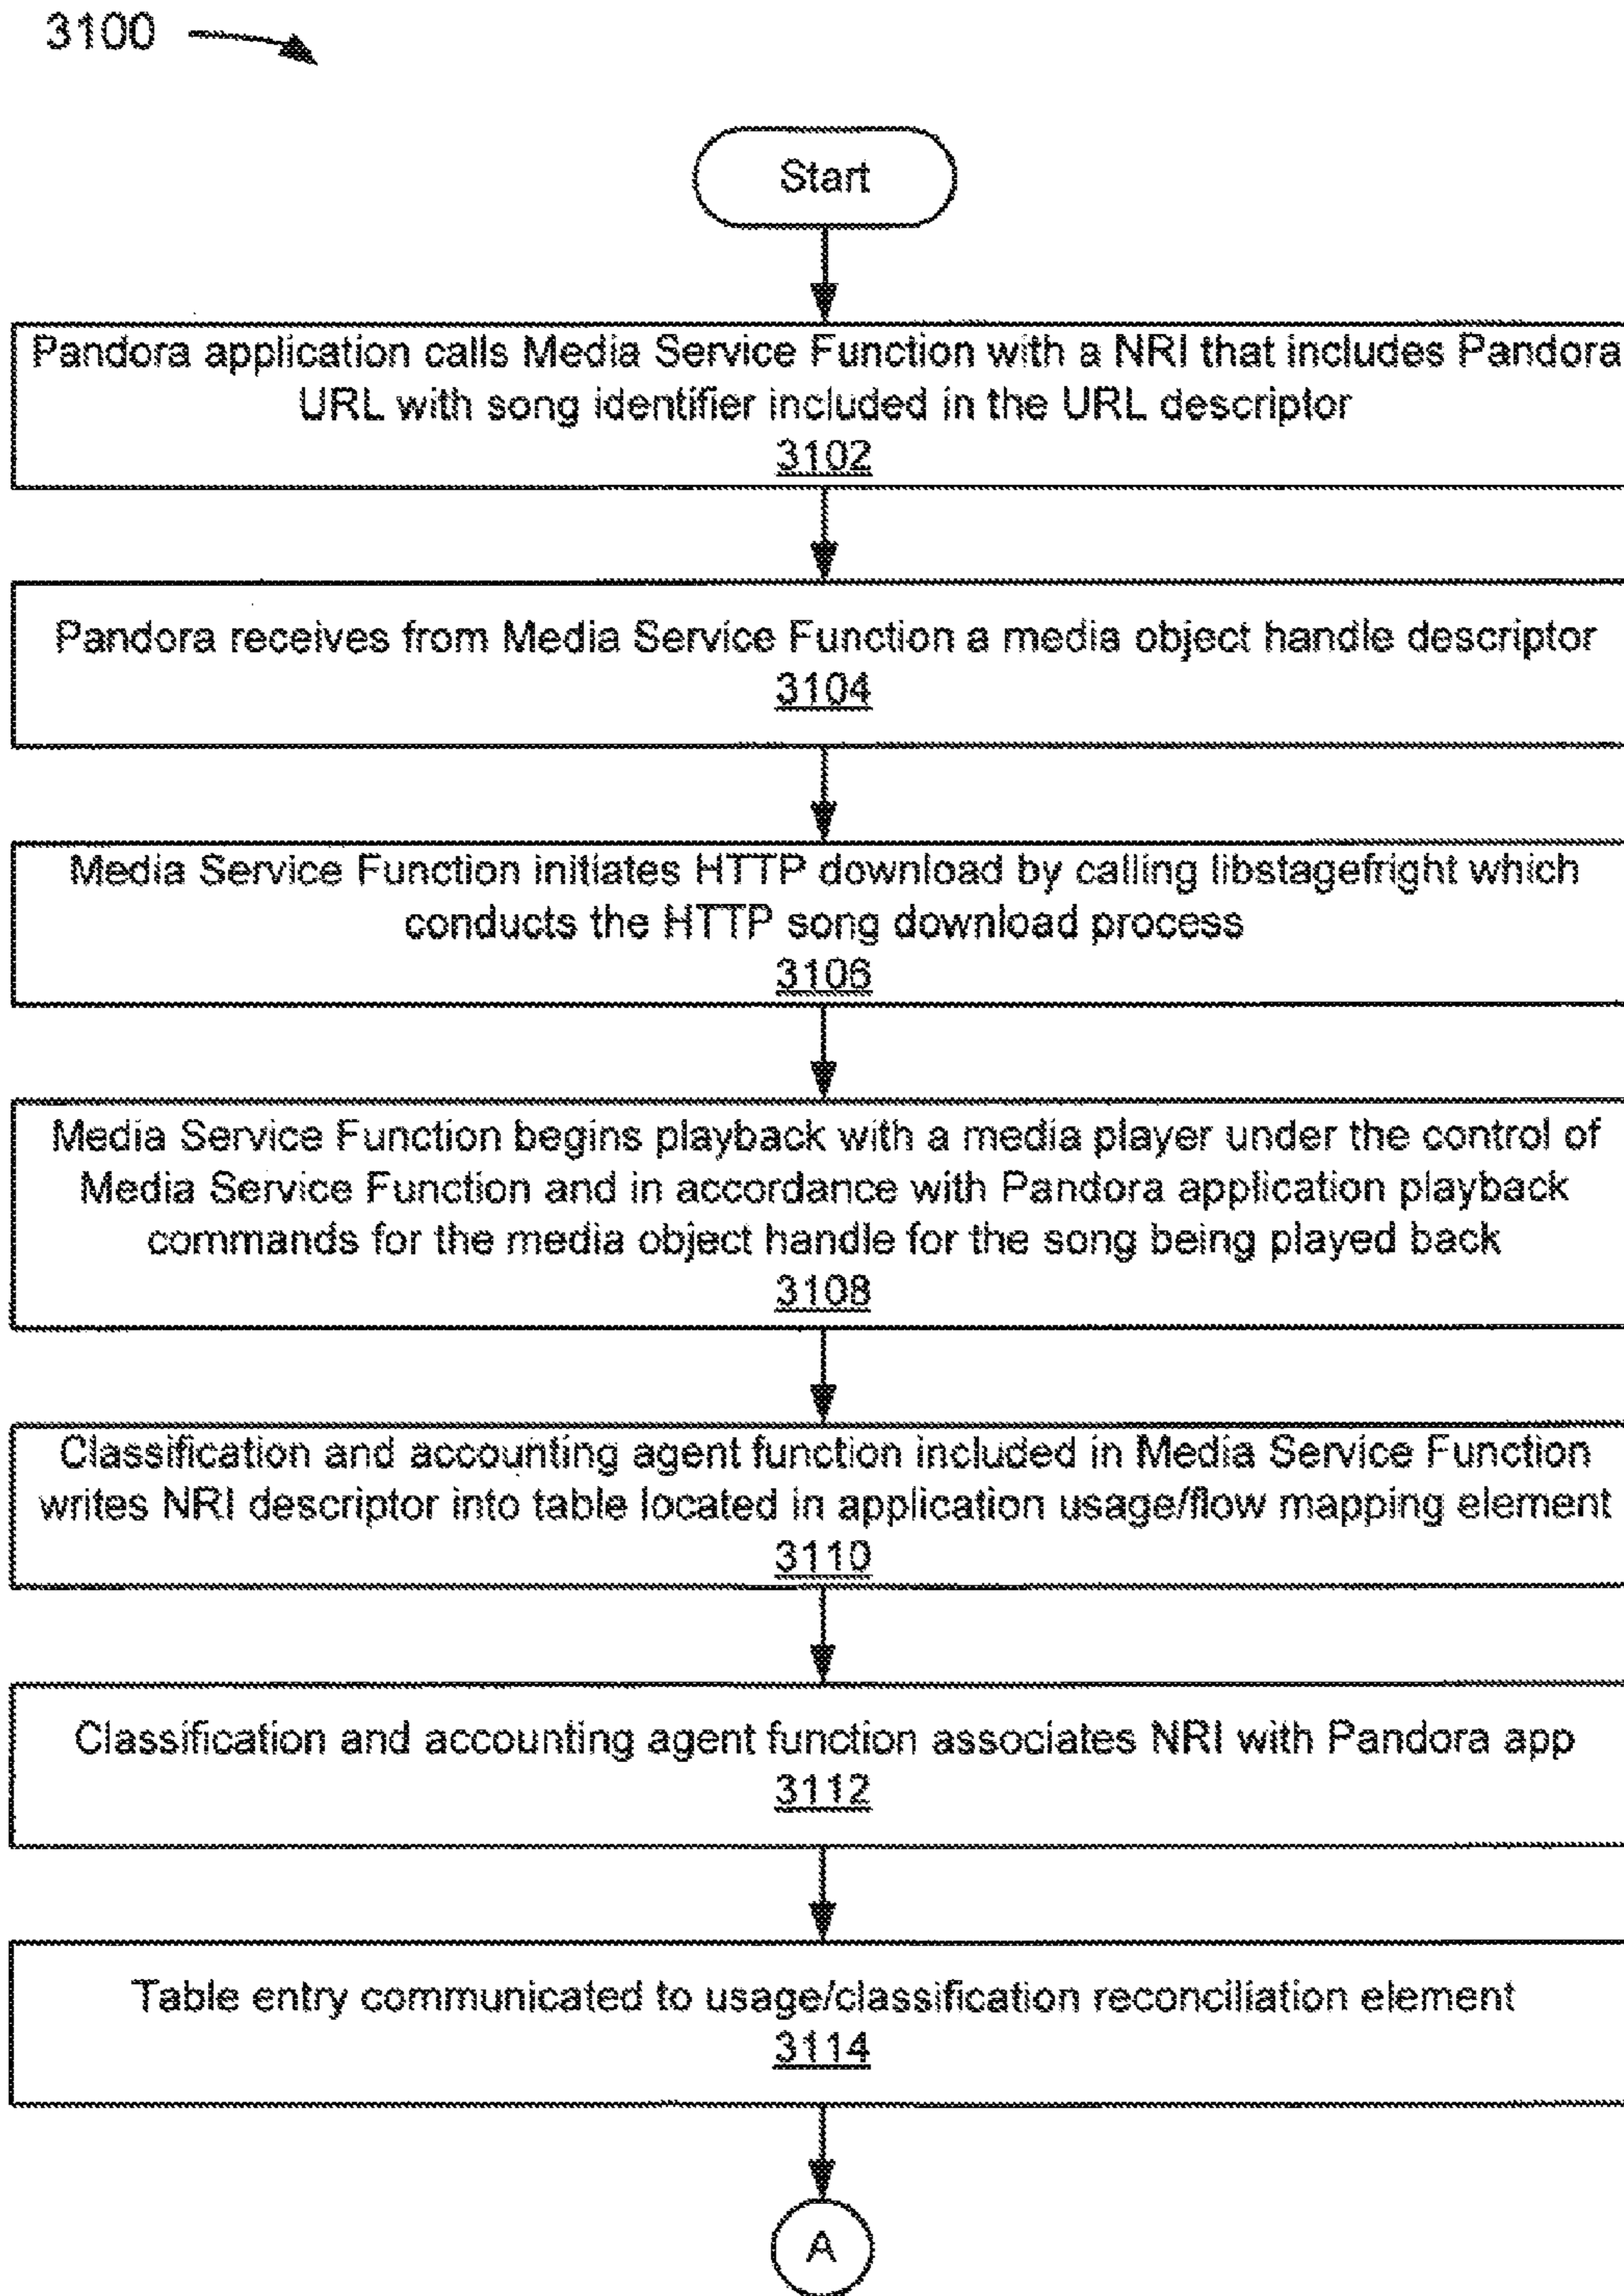 3100
Start
Pandora application calls Media Service Function with a NRI that includes Pandora
URL with song identifier included in the URL descriptor
3102
Pandora receives from Media Service Function a media object handle descriptor
3104
Media Service Function initiates HTTP download by calling libstagefright which
conducts the HTTP song download process
3106
Media Service Function begins playback with a media player under the control of
Media Service Function and in accordance with Pandora application playback
commands for the media object handle for the song being played back
3108
Classification and accounting agent function included in Media Service Function
writes NRI descriptor into table located in application usage/flow mapping element
3110
Classification and accounting agent function associates NRI with Pandora app
3112
Table entry communicated to usage/classification reconciliation element
3114
A